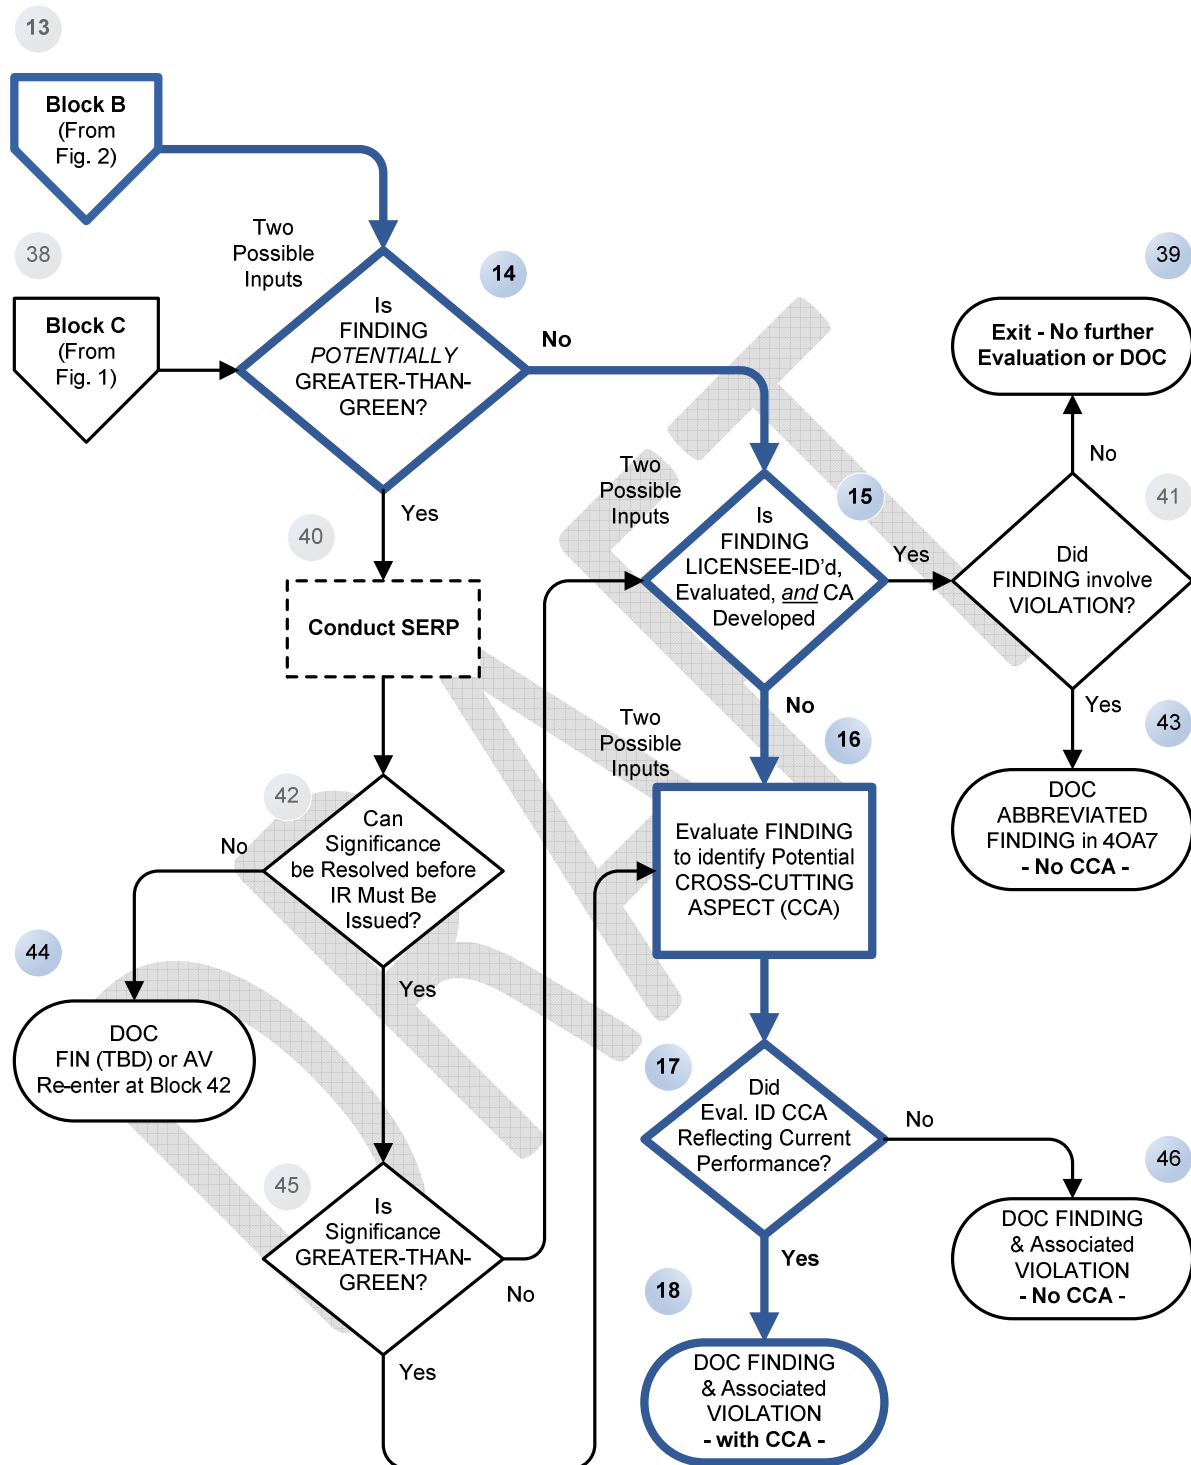 13
Block B
(From
Fig. 2)
38
Block C
(From
Fig. 1)
Two
Possible
Inputs
14
Is
FINDING
POTENTIALLY
GREATER-THAN-
GREEN?
No
Yes
40
Conduct SERP
42
Can
Significance
be Resolved before
IR Must Be
Issued?
No
Yes
44
DOC
FIN (TBD) or AV
Re-enter at Block 42
45
Is
Significance
GREATER-THAN-
GREEN?
No
Yes
Two
Possible
Inputs
15
Is
FINDING
LICENSEE-ID'd,
Evaluated, and CA
Developed
Yes
No
39
Exit - No further
Evaluation or DOC
No
41
Did
FINDING involve
VIOLATION?
Yes
43
DOC
ABBREVIATED
FINDING in 4OA7
- No CCA -
Two
Possible
Inputs
16
Evaluate FINDING
to identify Potential
CROSS-CUTTING
ASPECT (CCA)
17
Did
Eval. ID CCA
Reflecting Current
Performance?
No
Yes
46
DOC FINDING
& Associated
VIOLATION
- No CCA -
18
DOC FINDING
& Associated
VIOLATION
- with CCA -
DRAFT